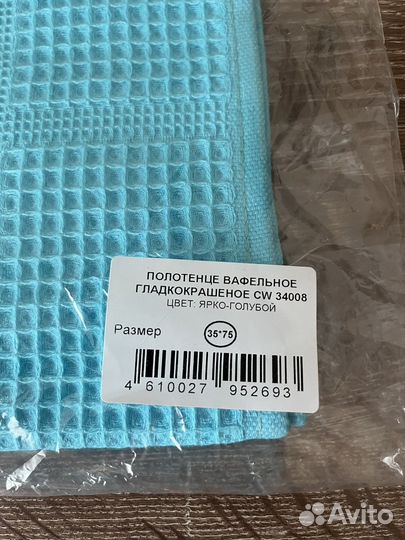 ПОЛОТЕНЦЕ ВАФЕЛЬНОЕ
ГЛАДКОКРАШЕНОЕ CW 34008
ЦВЕТ: ЯРКО-ГОЛУБОЙ
Размер 35*75
4 610027 952693
Avito